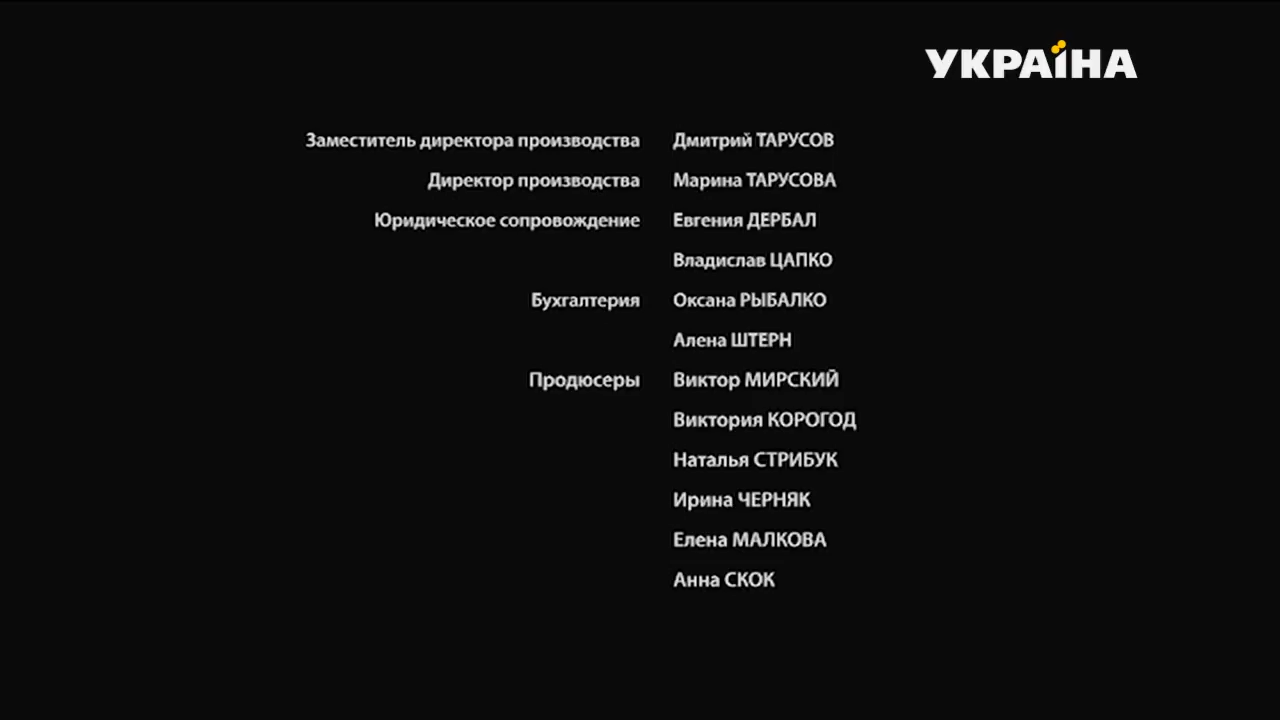 УКРАЇНА
Заместитель директора производства Дмитрий ТАРУСОВ
Директор производства Марина ТАРУСОВА
Юридическое сопровождение Евгения ДЕРБАЛ
Владислав ЦАПКО
Бухгалтерия Оксана РЫБАЛКО
Алена ШТЕРН
Продюсеры Виктор МИРСКИЙ
Виктория КОРОГОД
Наталья СТРИБУК
Ирина ЧЕРНЯК
Елена МАЛКОВА
Анна СКОК